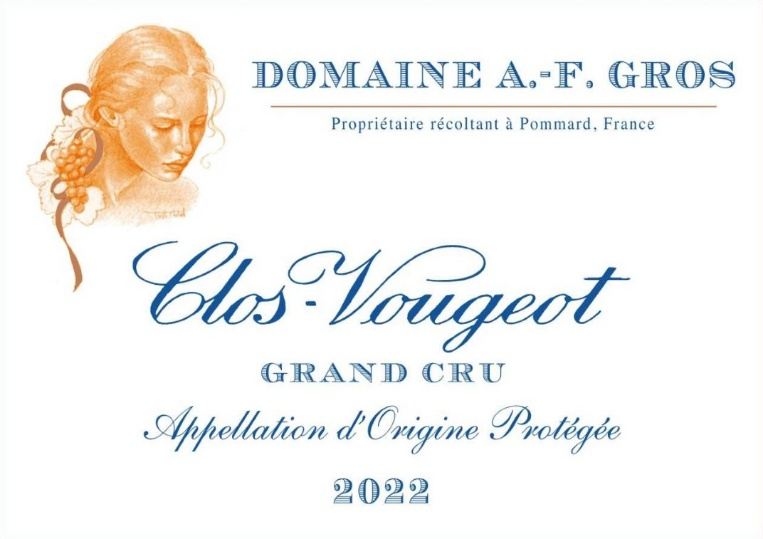 DOMAINE A.-F. GROS
Propriétaire récoltant à Pommard, France
Clos-Vougeot
GRAND CRU
Appellation d'Origine Protégée
2022